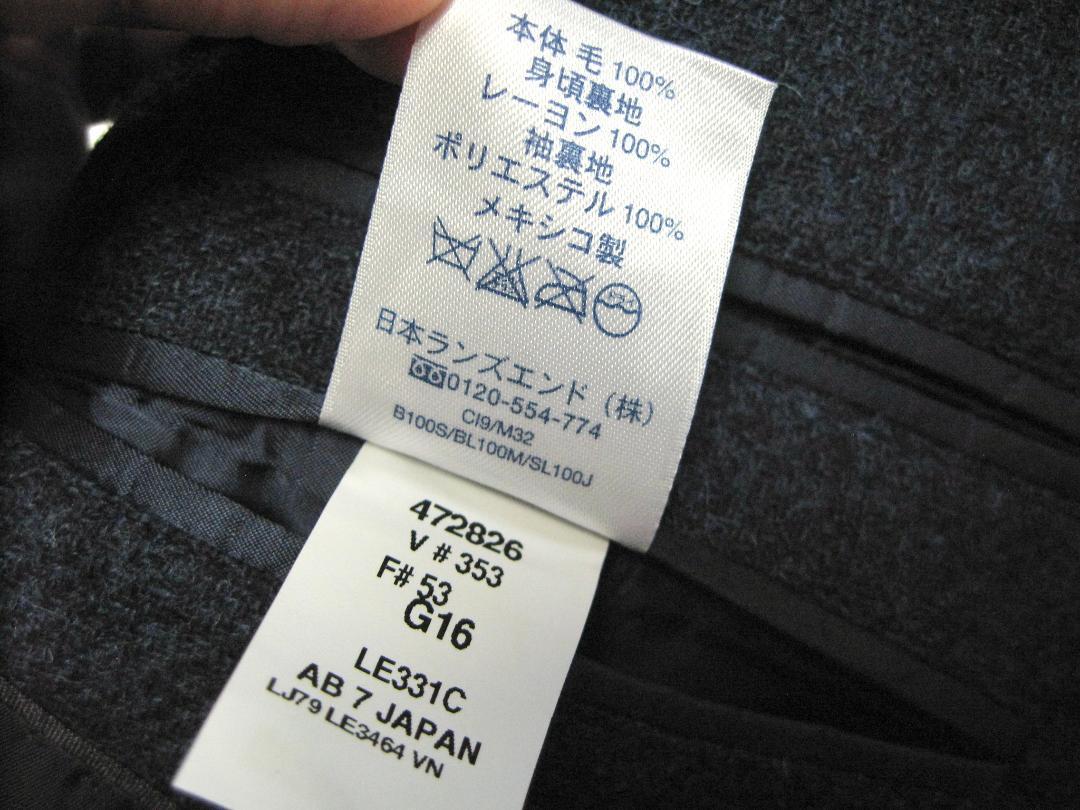 本体 毛 100%
身頃裏地
レーヨン 100%
袖裏地
ポリエステル 100%
メキシコ製
日本ランズエンド（株）
0120-554-774
CI9/M32
B100S/BL100M/SL100J
472826
V # 353
F# 53
G16
LE331C
AB 7 JAPAN
LJ79 LE3464 VN